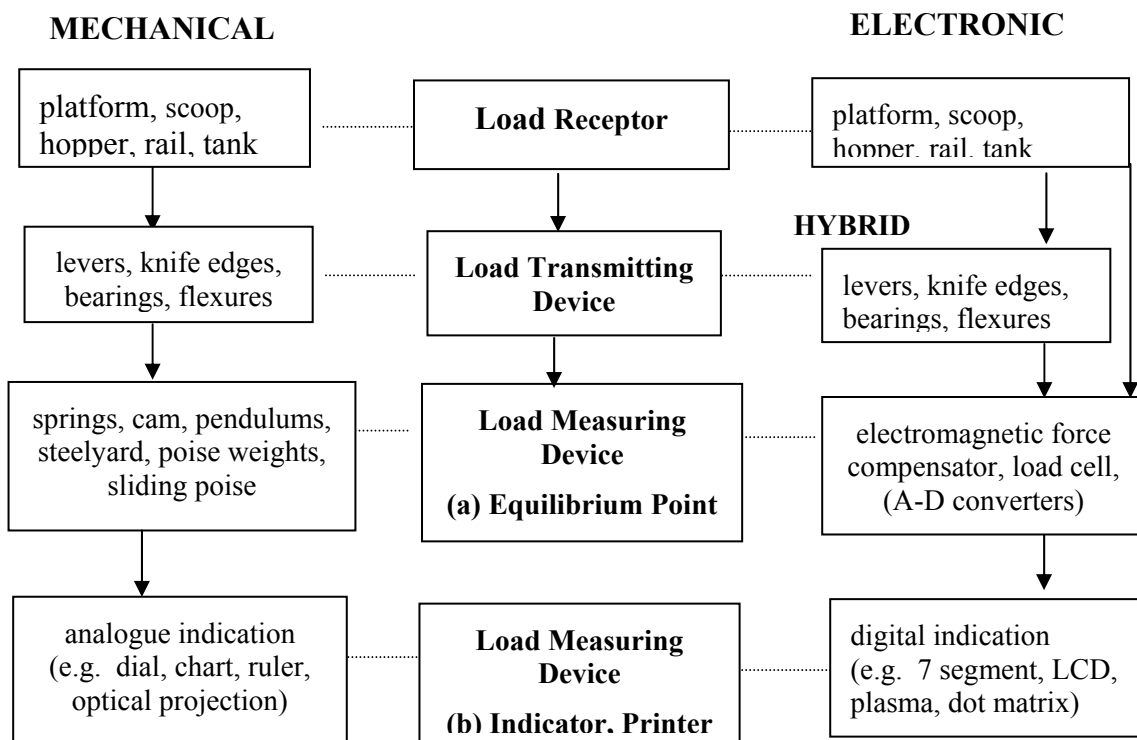 MECHANICAL
ELECTRONIC
platform, scoop,
hopper, rail, tank
Load Receptor
platform, scoop,
hopper, rail, tank
HYBRID
levers, knife edges,
bearings, flexures
Load Transmitting
Device
levers, knife edges,
bearings, flexures
springs, cam, pendulums,
steelyard, poise weights,
sliding poise
Load Measuring
Device
(a) Equilibrium Point
electromagnetic force
compensator, load cell,
(A-D converters)
analogue indication
(e.g. dial, chart, ruler,
optical projection)
Load Measuring
Device
(b) Indicator, Printer
digital indication
(e.g. 7 segment, LCD,
plasma, dot matrix)